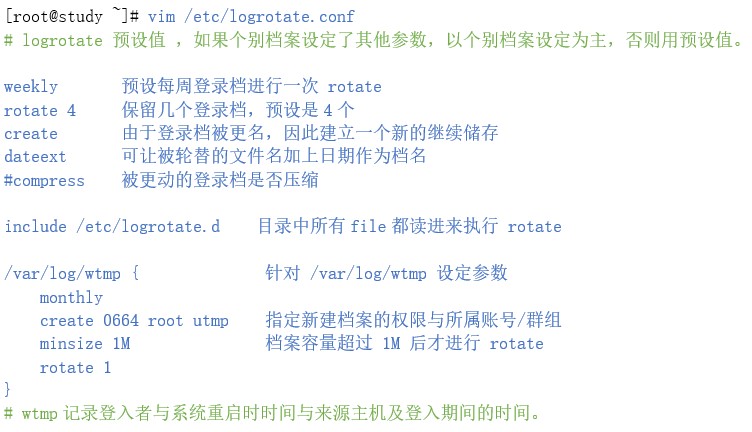 [root@study ~]# vim /etc/logrotate.conf
# logrotate 预设值 ，如果个别档案设定了其他参数，以个别档案设定为主，否则用预设值。
weekly 预设每周登录档进行一次 rotate
rotate 4 保留几个登录档，预设是4个
create 由于登录档被更名，因此建立一个新的继续储存
dateext 可让被轮替的文件名加上日期作为档名
#compress 被更动的登录档是否压缩
include /etc/logrotate.d 目录中所有file都读进来执行 rotate
/var/log/wtmp { 针对 /var/log/wtmp 设定参数
monthly
create 0664 root utmp 指定新建档案的权限与所属账号/群组
minsize 1M 档案容量超过 1M 后才进行 rotate
rotate 1
}
# wtmp记录登入者与系统重启时时间与来源主机及登入期间的时间。